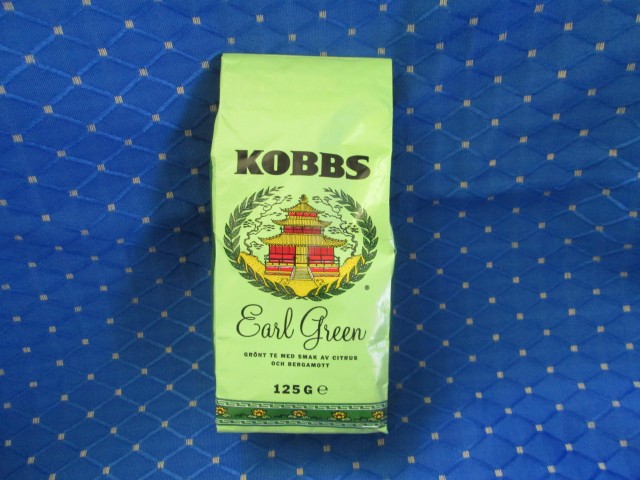 KOBBS
®
Earl Green
GRÖNT TE MED SMAK AV CITRUS
OCH BERGAMOTT
125 G ℮